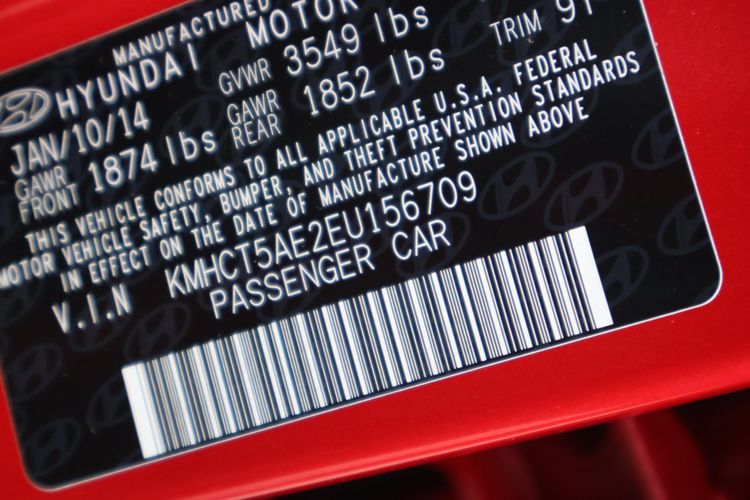 MANUFACTURED
HYUNDAI MOTOR
JAN/10/14 GVWR 3549 lbs TRIM 91
GAWR FRONT 1874 lbs GAWR REAR 1852 lbs
THIS VEHICLE CONFORMS TO ALL APPLICABLE U.S.A. FEDERAL
MOTOR VEHICLE SAFETY, BUMPER, AND THEFT PREVENTION STANDARDS
IN EFFECT ON THE DATE OF MANUFACTURE SHOWN ABOVE
V.I.N KMHCT5AE2EU156709
PASSENGER CAR